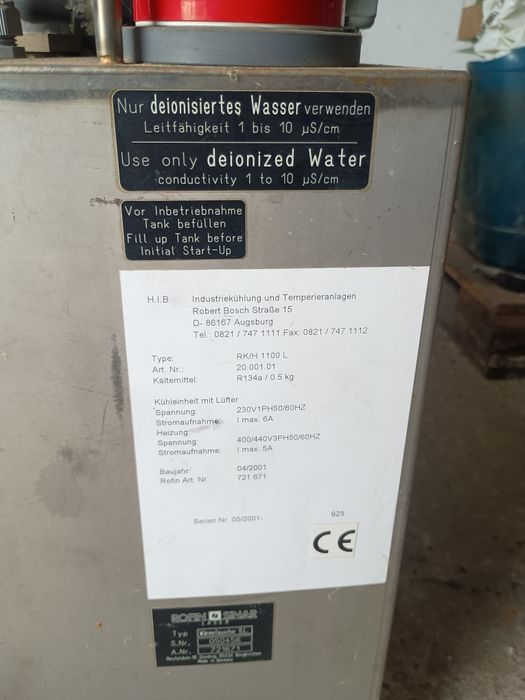 Nur deionisiertes Wasser verwenden
Leitfähigkeit 1 bis 10 µS/cm
Use only deionized Water
conductivity 1 to 10 µS/cm
Vor Inbetriebnahme
Tank befüllen
Fill up Tank before
Initial Start-Up
H.I.B Industriekühlung und Temperieranlagen
Robert Bosch Straße 15
D- 86167 Augsburg
Tel.: 0821 / 747 1111 Fax: 0821 / 747 1112
Type: RK/H 1100 L
Art. Nr.: 20.001.01
Kältemittel: R134a / 0.5 kg
Kühleinheit mit Lüfter
Spannung: 230V1PH50/60HZ
Stromaufnahme: I max. 6A
Heizung:
Spannung: 400/440V3PH50/60HZ
Stromaufnahme: I max. 5A
Baujahr: 04/2001
Rofin Art. Nr.: 721 671
Serien Nr. 05/2001- 925
CE
ROFIN SINAR
LASER
Typ Wärmetauscher
S.Nr. 050456
A.Nr. 721671
Made in Germany